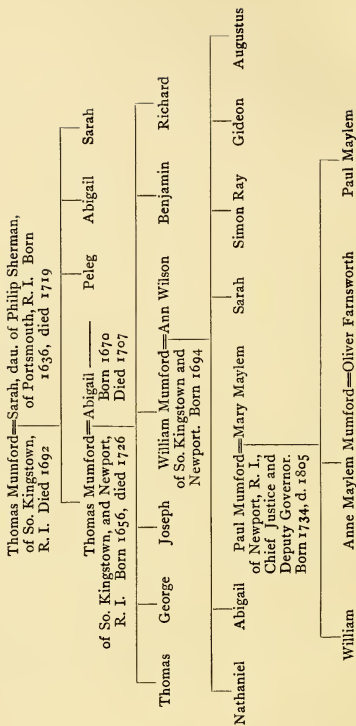 Thomas Mumford=Sarah, dau. of Philip Sherman,
of So. Kingstown, of Portsmouth, R. I. Born
R. I. Died 1692 1636, died 1719
Thomas Mumford=Abigail ——— Peleg Abigail Sarah
of So. Kingstown, and Newport, Born 1670
R. I. Born 1656, died 1726 Died 1707
Thomas George Joseph William Mumford=Ann Wilson Benjamin Richard
of So. Kingstown and
Newport. Born 1694
Nathaniel Abigail Paul Mumford=Mary Maylem Sarah Simon Ray Gideon Augustus
of Newport, R. I.,
Chief Justice and
Deputy Governor.
Born 1734, d. 1805
William Anne Maylem Mumford=Oliver Farnsworth Paul Maylem